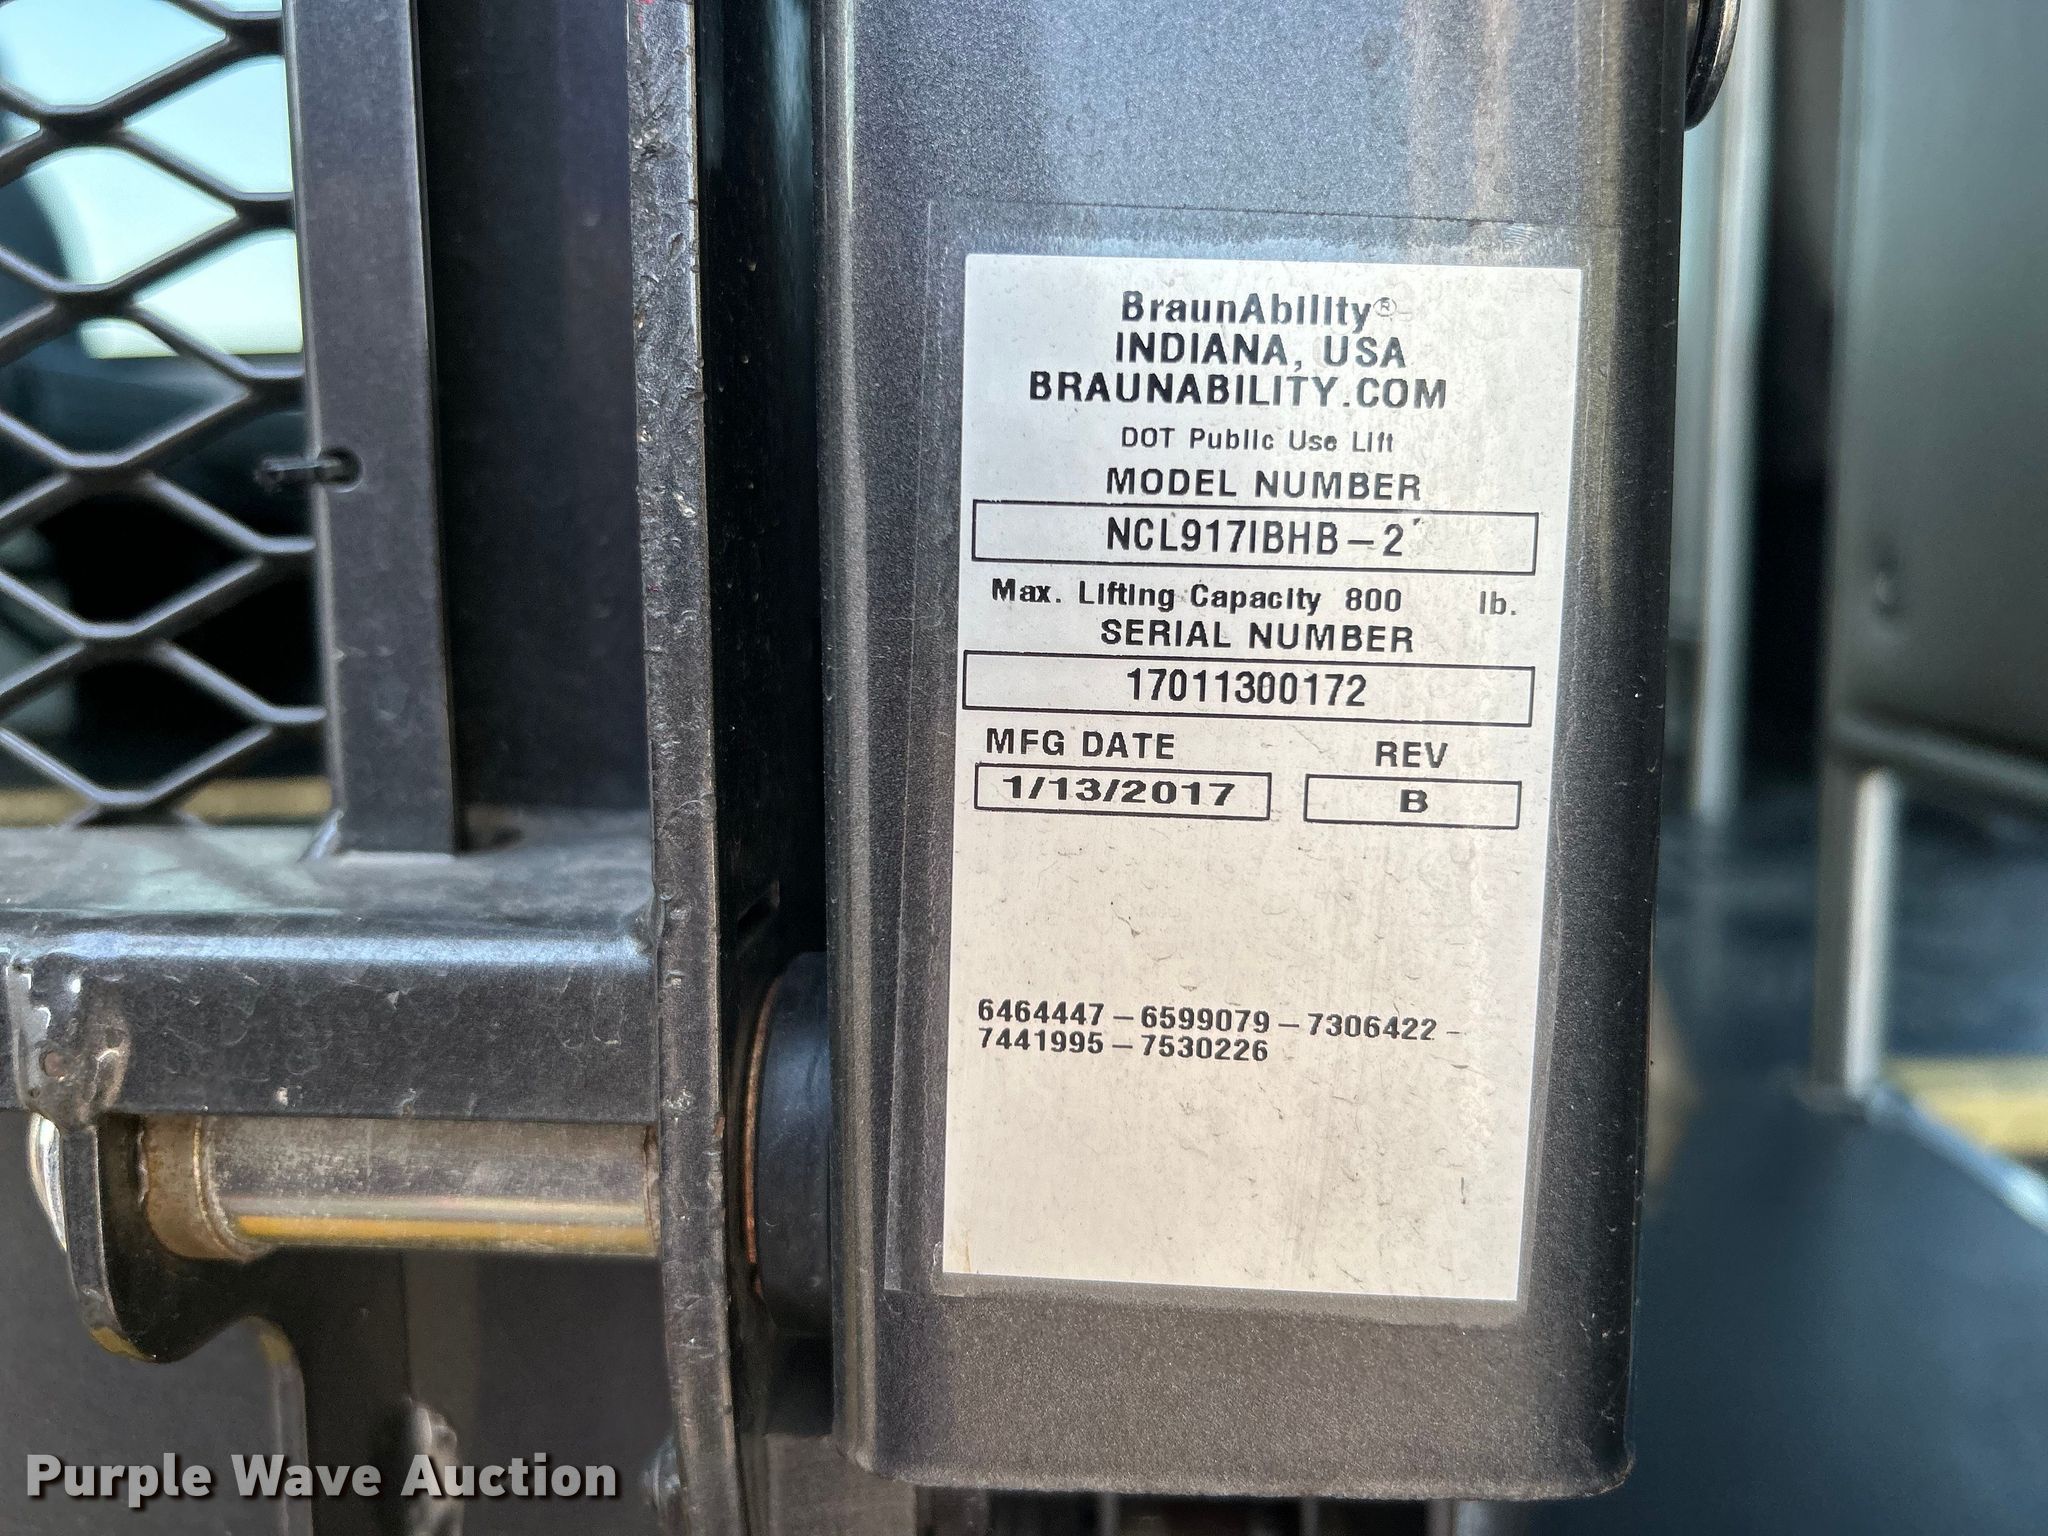 BraunAbility®
INDIANA, USA
BRAUNABILITY.COM
DOT Public Use Lift
MODEL NUMBER
NCL917IBHB-2
Max. Lifting Capacity 800 lb.
SERIAL NUMBER
17011300172
MFG DATE REV
1/13/2017 B
6464447-6599079-7306422-
7441995-7530226
Purple Wave Auction